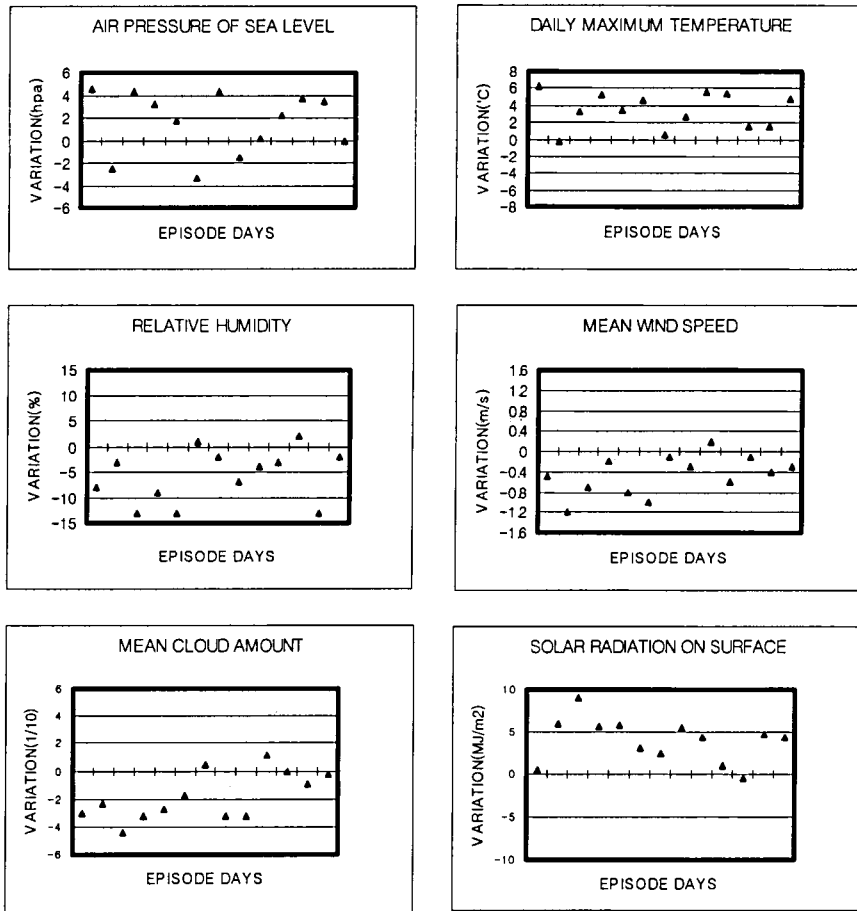 AIR PRESSURE OF SEA LEVEL
VARIATION(hpa)
6
4
2
0
-2
-4
-6
EPISODE DAYS
DAILY MAXIMUM TEMPERATURE
VARIATION(°C)
8
6
4
2
0
-2
-4
-6
-8
EPISODE DAYS
RELATIVE HUMIDITY
VARIATION(%)
15
10
5
0
-5
-10
-15
EPISODE DAYS
MEAN WIND SPEED
VARIATION(m/s)
1.6
1.2
0.8
0.4
0
-0.4
-0.8
-1.2
-1.6
EPISODE DAYS
MEAN CLOUD AMOUNT
VARIATION(1/10)
6
4
2
0
-2
-4
-6
EPISODE DAYS
SOLAR RADIATION ON SURFACE
VARIATION(MJ/m2)
10
5
0
-5
-10
EPISODE DAYS